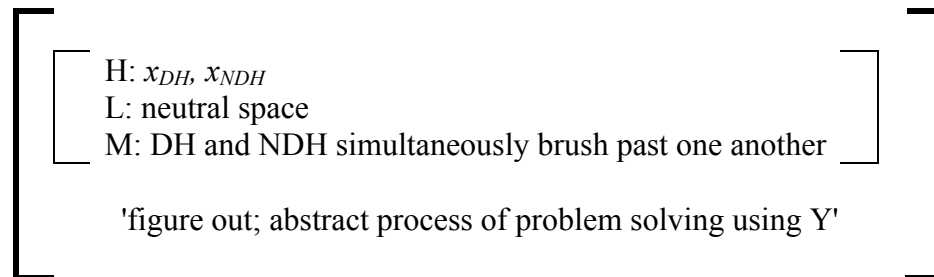 H: x_DH, x_NDH
L: neutral space
M: DH and NDH simultaneously brush past one another
'figure out; abstract process of problem solving using Y'